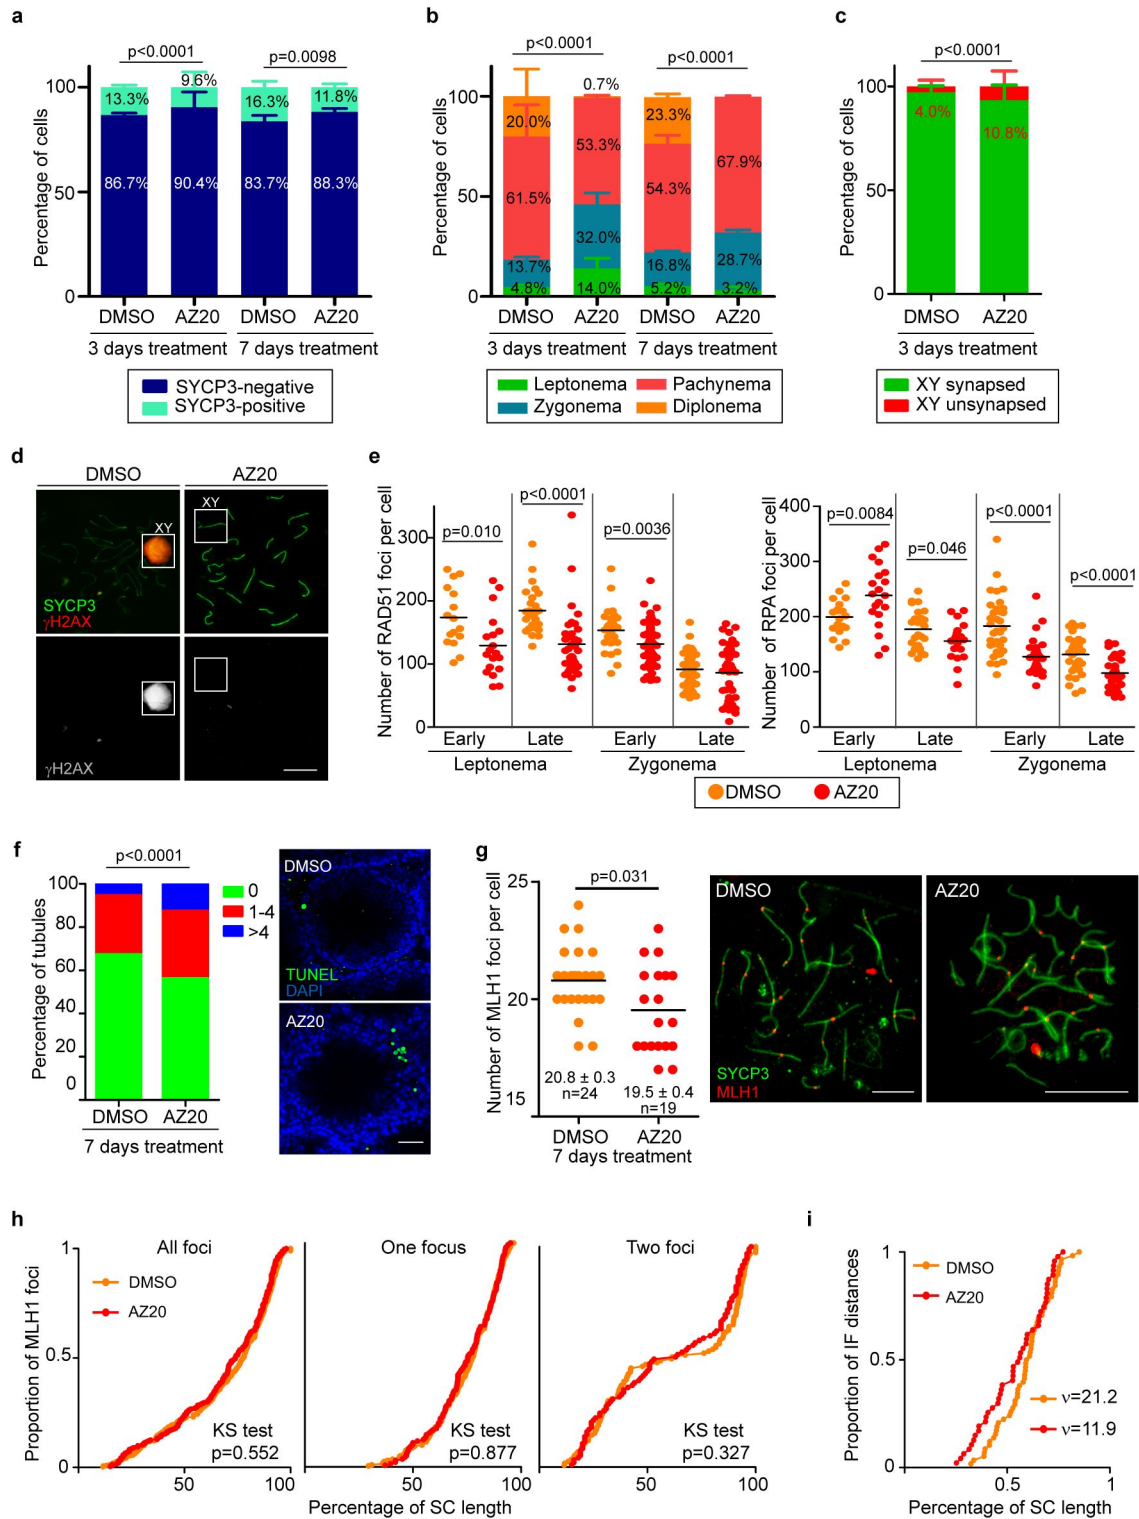 a
p<0.0001
p=0.0098
Percentage of cells
100
50
0
13.3%
9.6%
16.3%
11.8%
86.7%
90.4%
83.7%
88.3%
DMSO AZ20 DMSO AZ20
3 days treatment 7 days treatment
SYCP3-negative
SYCP3-positive
b
p<0.0001
p<0.0001
Percentage of cells
100
50
0
0.7%
20.0%
53.3%
23.3%
67.9%
61.5%
54.3%
32.0%
13.7%
16.8%
28.7%
4.8%
14.0%
5.2%
3.2%
DMSO AZ20 DMSO AZ20
3 days treatment 7 days treatment
Leptonema Pachynema
Zygonema Diplonema
c
p<0.0001
Percentage of cells
100
50
0
4.0%
10.8%
DMSO AZ20
3 days treatment
XY synapsed
XY unsynapsed
d
DMSO AZ20
XY
XY
SYCP3
γH2AX
γH2AX
e
Number of RAD51 foci per cell
p=0.010
p<0.0001
p=0.0036
300
200
100
0
Early Late Early Late
Leptonema Zygonema
Number of RPA foci per cell
p=0.0084
p=0.046
p<0.0001
p<0.0001
400
300
200
100
0
Early Late Early Late
Leptonema Zygonema
DMSO AZ20
f
p<0.0001
Percentage of tubules
100
60
40
20
0
0
1-4
>4
DMSO AZ20
7 days treatment
DMSO
TUNEL
DAPI
AZ20
g
Number of MLH1 foci per cell
p=0.031
25
20
15
20.8 ± 0.3
n=24
19.5 ± 0.4
n=19
DMSO AZ20
7 days treatment
DMSO
SYCP3
MLH1
AZ20
h
Proportion of MLH1 foci
1
0.5
0
All foci
DMSO
AZ20
KS test
p=0.552
One focus
KS test
p=0.877
Two foci
KS test
p=0.327
50 100 50 100 50 100
Percentage of SC length
i
Proportion of IF distances
1
0.5
0
DMSO
AZ20
ν=21.2
ν=11.9
0.5 1
Percentage of SC length